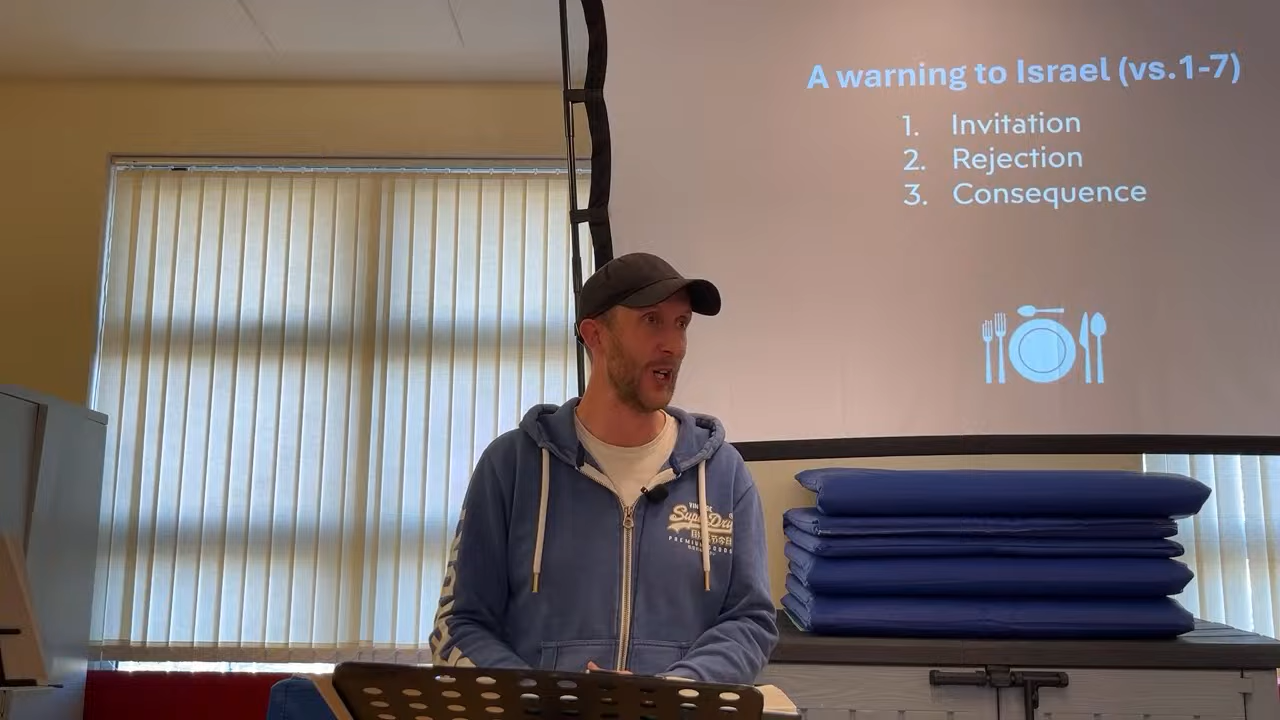 A warning to Israel (vs.1-7)
1. Invitation
2. Rejection
3. Consequence
SuperDry